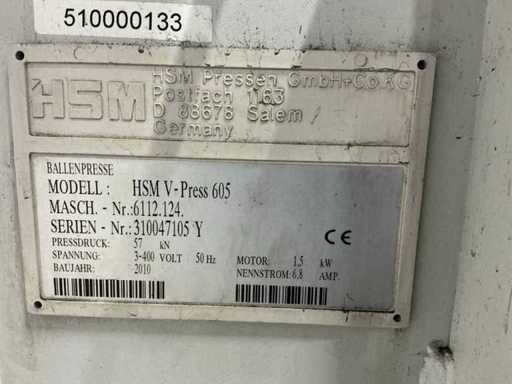 510000133
HSM
HSM Pressen GmbH+Co.KG
Postfach 1163
D 88678 Salem
Germany
BALLENPRESSE
MODELL : HSM V-Press 605
MASCH. - Nr.:6112.124.
SERIEN - Nr.:310047105 Y
PRESSDRUCK: 57 kN
SPANNUNG: 3-400 VOLT 50 Hz MOTOR: 1,5 kW
BAUJAHR: 2010 NENNSTROM: 6,8 AMP.
CE